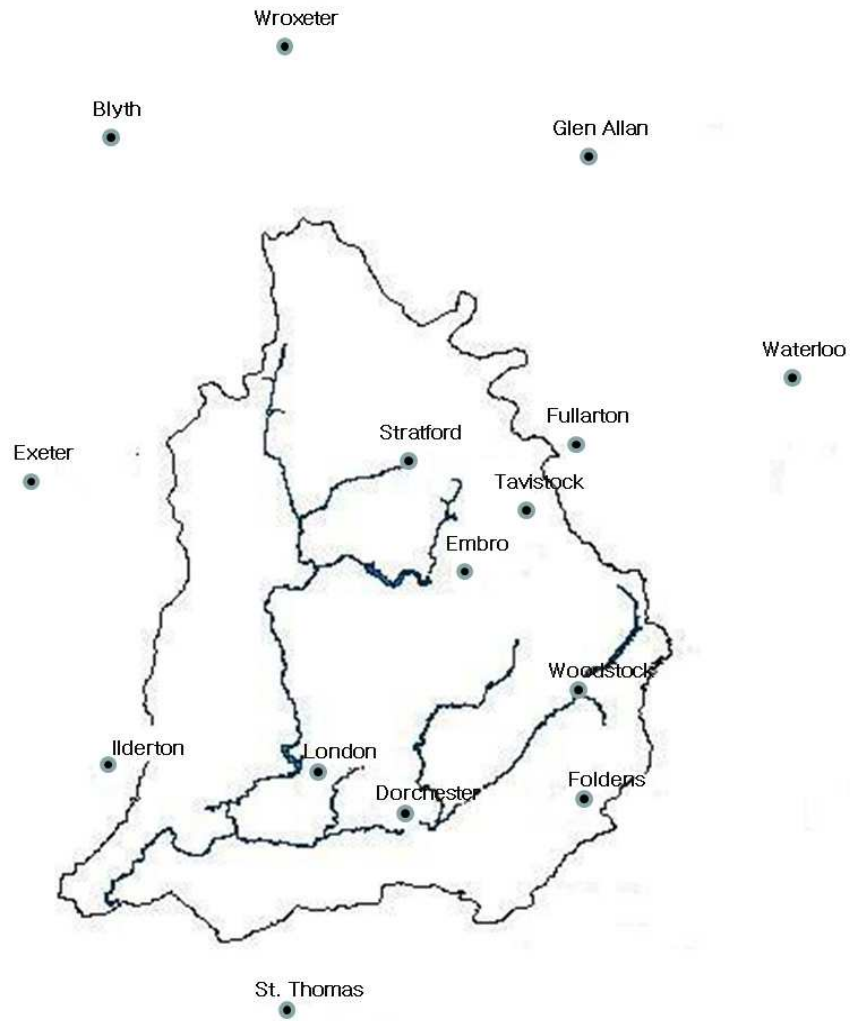 Wroxeter
Blyth
Glen Allan
Waterloo
Fullarton
Stratford
Exeter
Tavistock
Embro
Woodstock
Ilderton
London
Foldens
Dorchester
St. Thomas